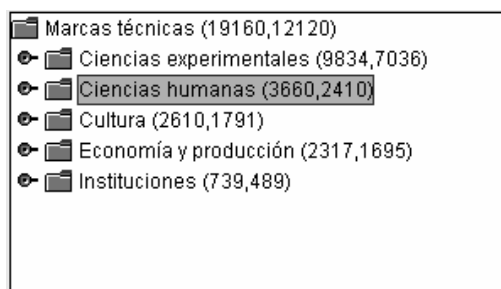 Marcas técnicas (19160,12120)
Ciencias experimentales (9834,7036)
Ciencias humanas (3660,2410)
Cultura (2610,1791)
Economía y producción (2317,1695)
Instituciones (739,489)